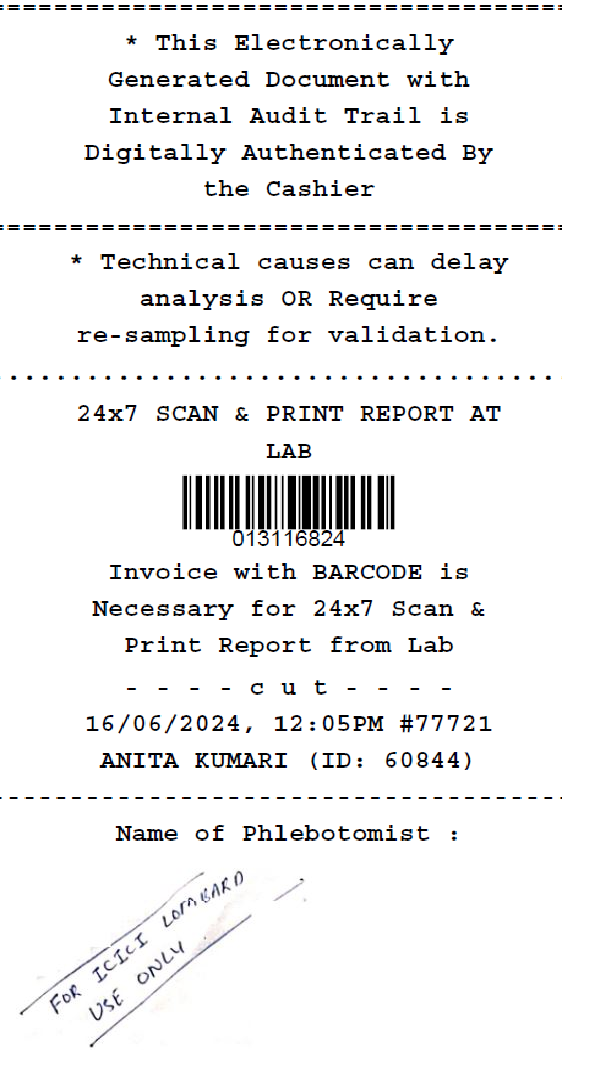 ===================================
* This Electronically
Generated Document with
Internal Audit Trail is
Digitally Authenticated By
the Cashier
===================================
* Technical causes can delay
analysis OR Require
re-sampling for validation.
...................................
24x7 SCAN & PRINT REPORT AT
LAB
013116824
Invoice with BARCODE is
Necessary for 24x7 Scan &
Print Report from Lab
- - - - c u t - - - -
16/06/2024, 12:05PM #77721
ANITA KUMARI (ID: 60844)
-----------------------------------
Name of Phlebotomist :
FOR ICICI LOMBARD
USE ONLY